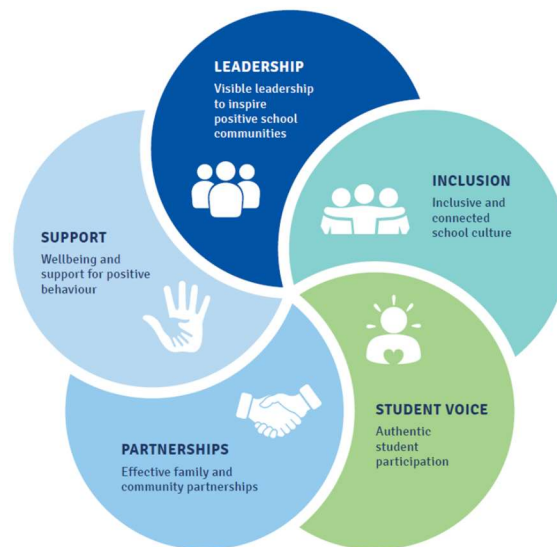 LEADERSHIP
Visible leadership
to inspire
positive school
communities
INCLUSION
Inclusive and
connected
school culture
STUDENT VOICE
Authentic
student
participation
PARTNERSHIPS
Effective family and
community partnerships
SUPPORT
Wellbeing and
support for positive
behaviour